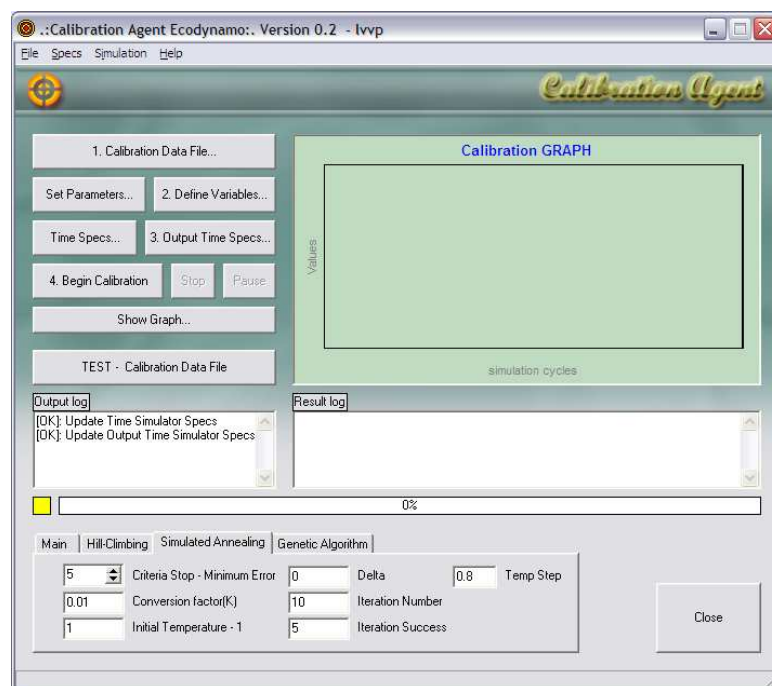 .:Calibration Agent Ecodynamo:. Version 0.2 - lvvp
File Specs Simulation Help
Calibration Agent
1. Calibration Data File...
Set Parameters... 2. Define Variables...
Time Specs... 3. Output Time Specs...
4. Begin Calibration Stop Pause
Show Graph...
TEST - Calibration Data File
Calibration GRAPH
Values
simulation cycles
Output log
[OK]: Update Time Simulator Specs
[OK]: Update Output Time Simulator Specs
Result log
0%
Main Hill-Climbing Simulated Annealing Genetic Algorithm
5 Criteria Stop - Minimum Error 0 Delta 0.8 Temp Step
0.01 Conversion factor(K) 10 Iteration Number
1 Initial Temperature - 1 5 Iteration Success
Close